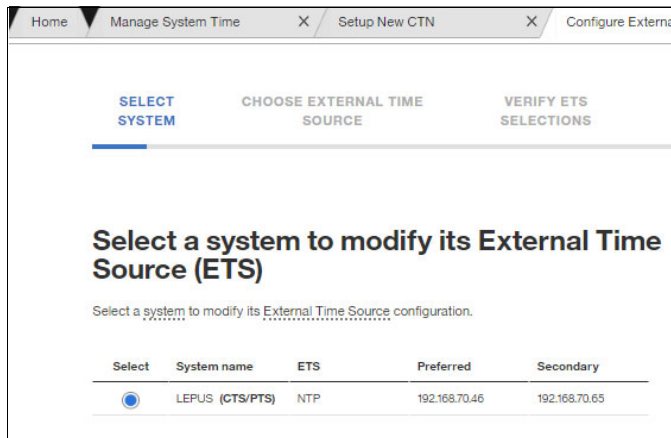 Home Manage System Time X Setup New CTN X Configure Externa
SELECT SYSTEM
CHOOSE EXTERNAL TIME SOURCE
VERIFY ETS SELECTIONS
Select a system to modify its External Time
Source (ETS)
Select a system to modify its External Time Source configuration.
Select System name ETS Preferred Secondary
LEPUS (CTS/PTS) NTP 192.168.70.46 192.168.70.65